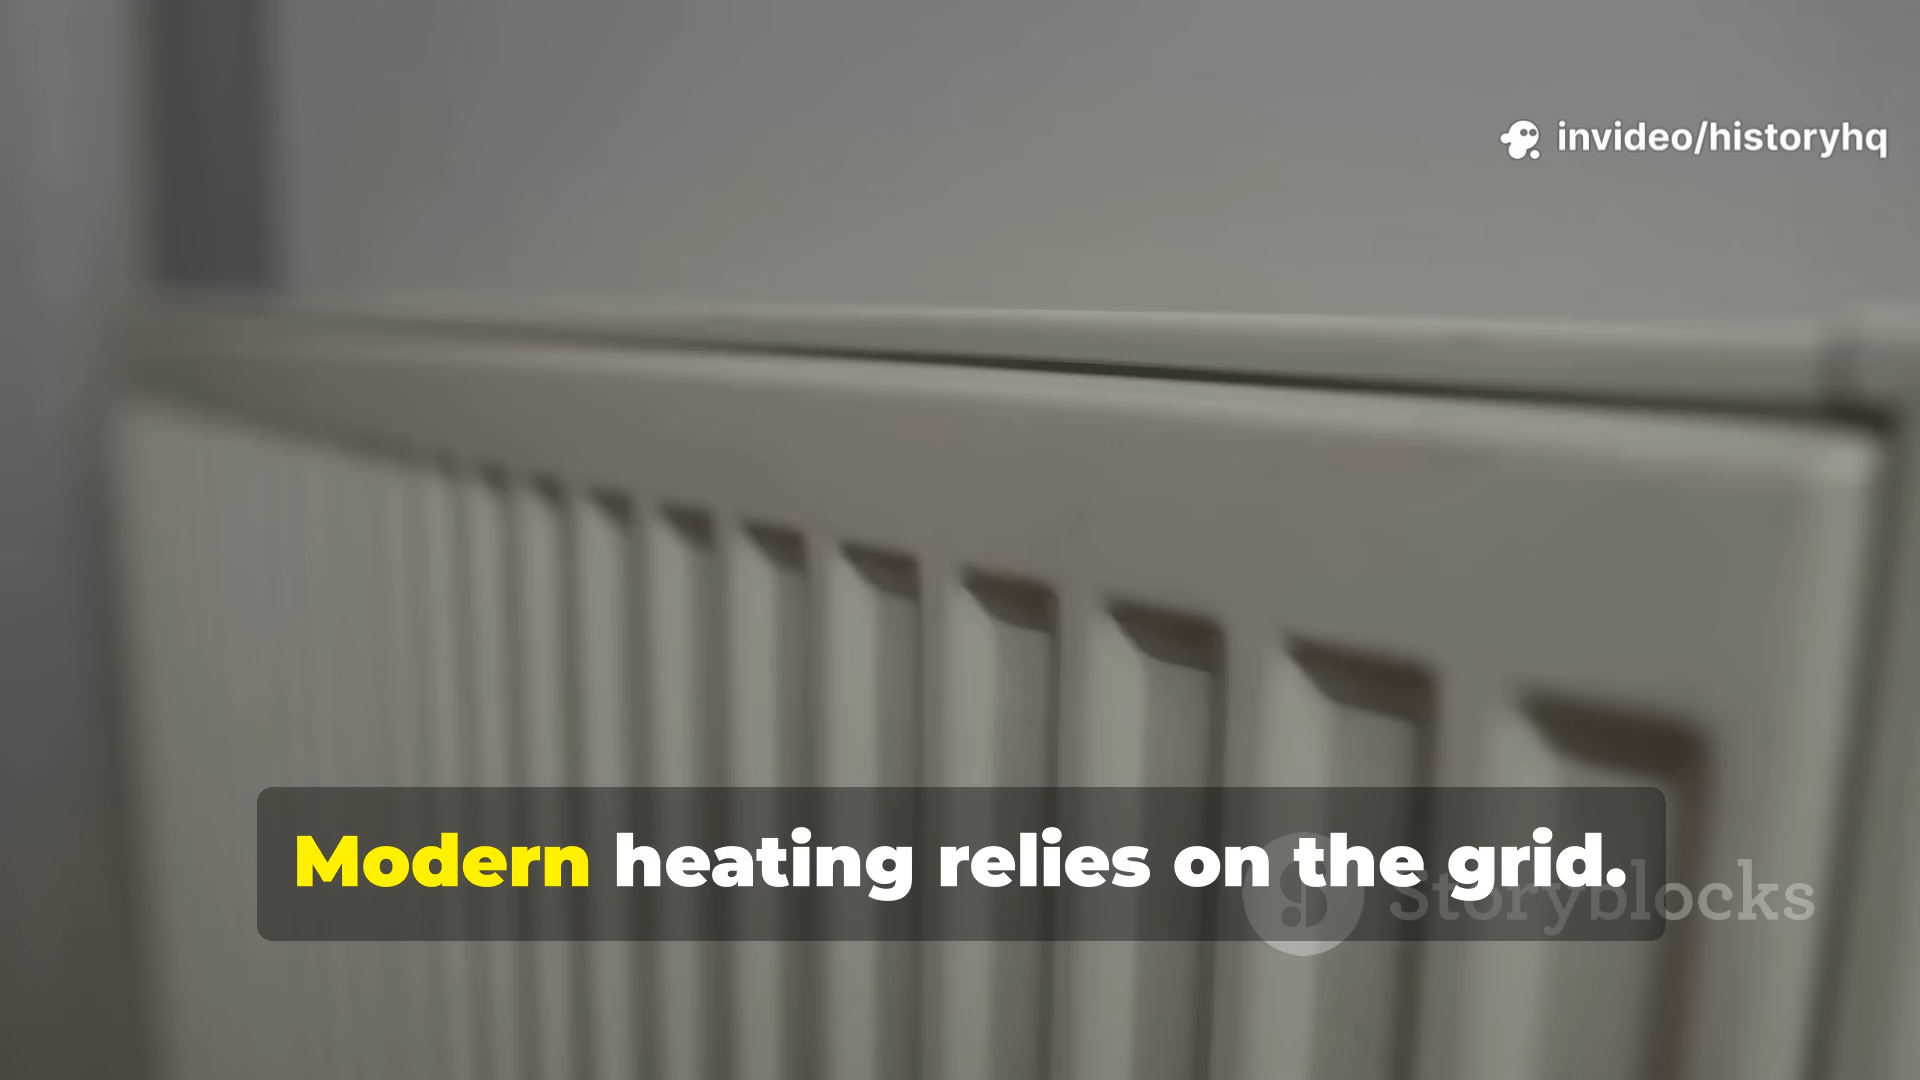 invideo/historyhq
Modern heating relies on the grid.
Storyblocks